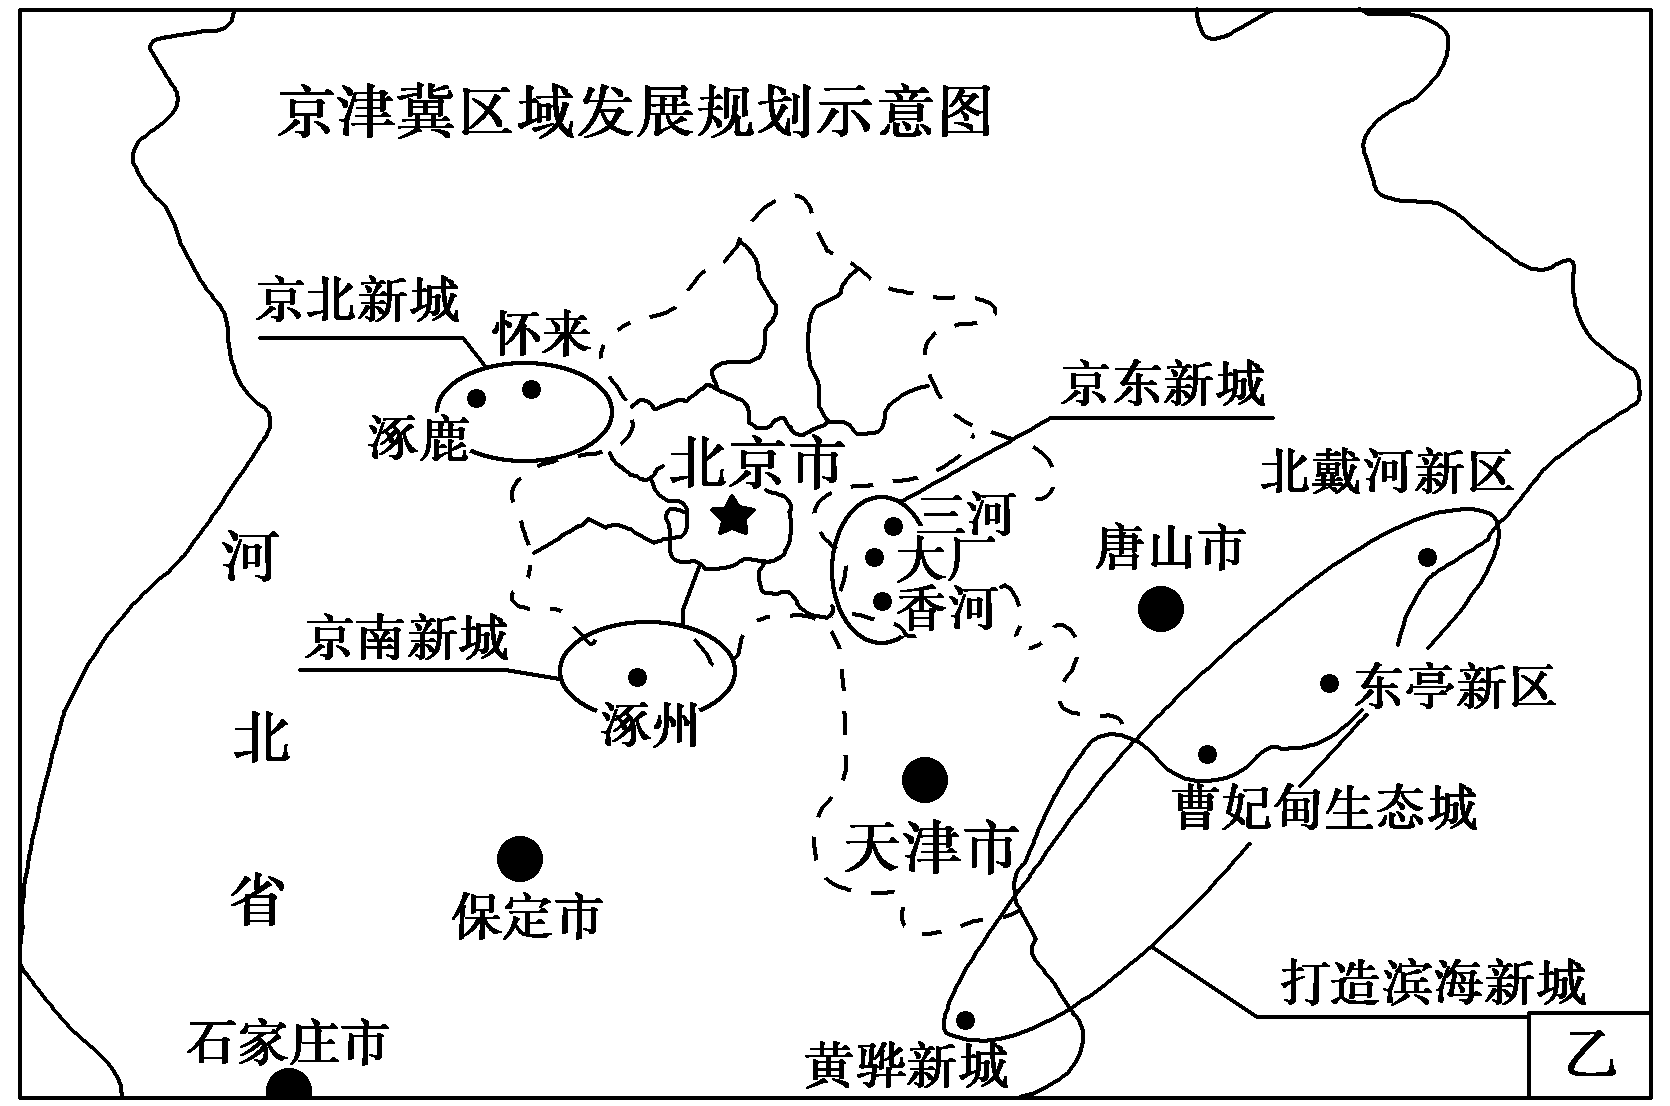 京津冀区域发展规划示意图
京北新城
怀来
涿鹿
京东新城
北京市
北戴河新区
三河
大厂
香河
唐山市
河
北
省
京南新城
涿州
东亭新区
曹妃甸生态城
天津市
保定市
打造滨海新城
石家庄市
黄骅新城
乙